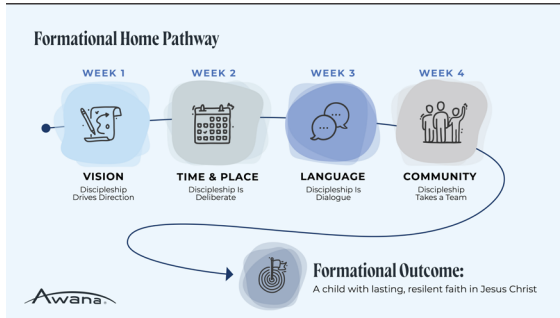 Formational Home Pathway
WEEK 1
WEEK 2
WEEK 3
WEEK 4
VISION
Discipleship
Drives Direction
TIME & PLACE
Discipleship Is
Deliberate
LANGUAGE
Discipleship Is
Dialogue
COMMUNITY
Discipleship
Takes a Team
Formational Outcome:
A child with lasting, resilent faith in Jesus Christ
Awana®